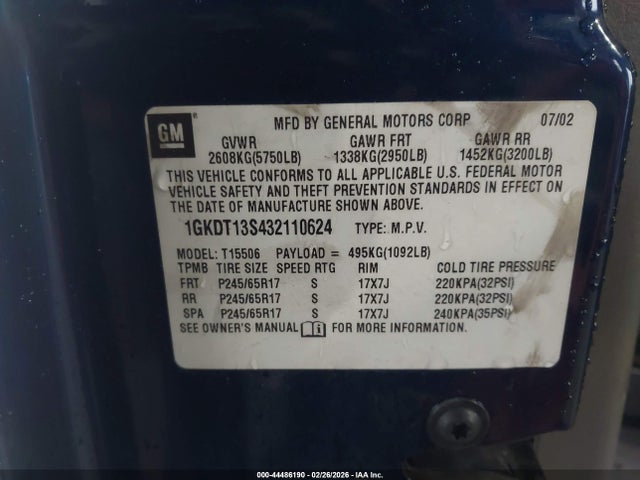 GM ®
MFD BY GENERAL MOTORS CORP 07/02
GVWR GAWR FRT GAWR RR
2608KG(5750LB) 1338KG(2950LB) 1452KG(3200LB)
THIS VEHICLE CONFORMS TO ALL APPLICABLE U.S. FEDERAL MOTOR
VEHICLE SAFETY AND THEFT PREVENTION STANDARDS IN EFFECT ON
THE DATE OF MANUFACTURE SHOWN ABOVE.
1GKDT13S432110624 TYPE: M.P.V.
MODEL: T15506 PAYLOAD = 495KG(1092LB)
TPMB TIRE SIZE SPEED RTG RIM COLD TIRE PRESSURE
FRT P245/65R17 S 17X7J 220KPA(32PSI)
RR P245/65R17 S 17X7J 220KPA(32PSI)
SPA P245/65R17 S 17X7J 240KPA(35PSI)
SEE OWNER'S MANUAL FOR MORE INFORMATION.
000-44486190 - 02/26/2026 - IAA Inc.